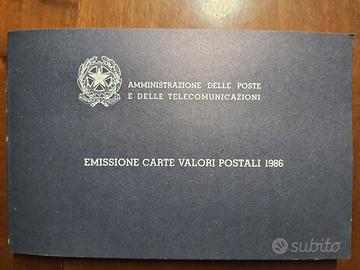 AMMINISTRAZIONE DELLE POSTE
E DELLE TELECOMUNICAZIONI
EMISSIONE CARTE VALORI POSTALI 1986
subito